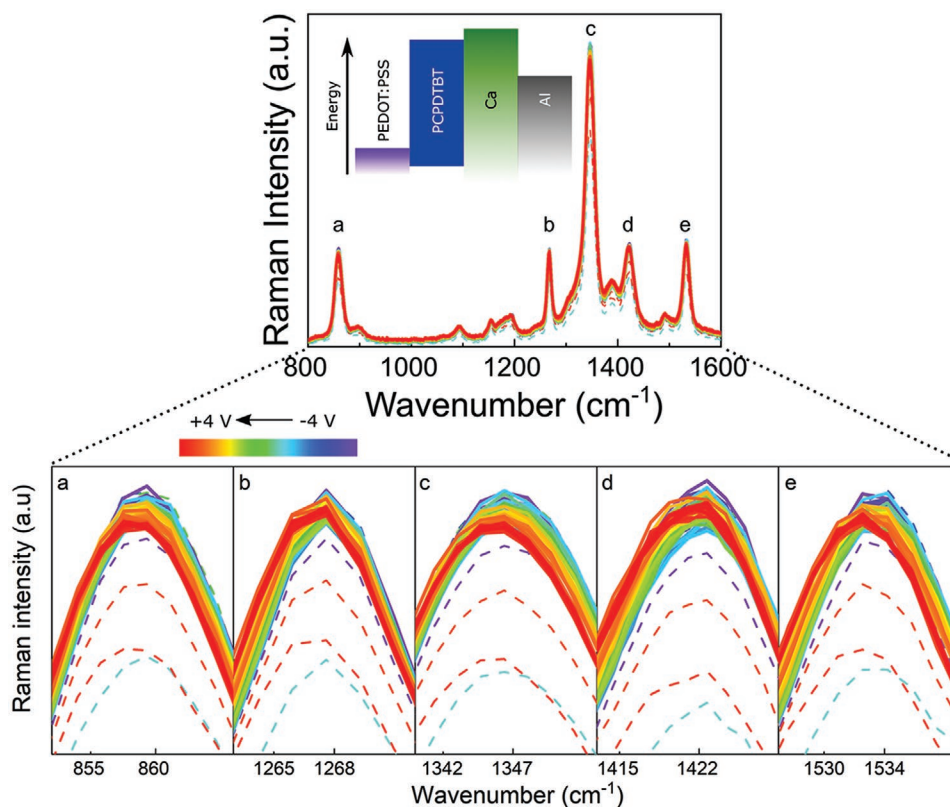 Raman Intensity (a.u.)
Energy
PEDOT:PSS
PCPDTBT
Ca
Al
a
b
c
d
e
800 1000 1200 1400 1600
Wavenumber (cm-1)
+4 V -4 V
Raman intensity (a.u)
a b c d e
855 860 1265 1268 1342 1347 1415 1422 1530 1534
Wavenumber (cm-1)